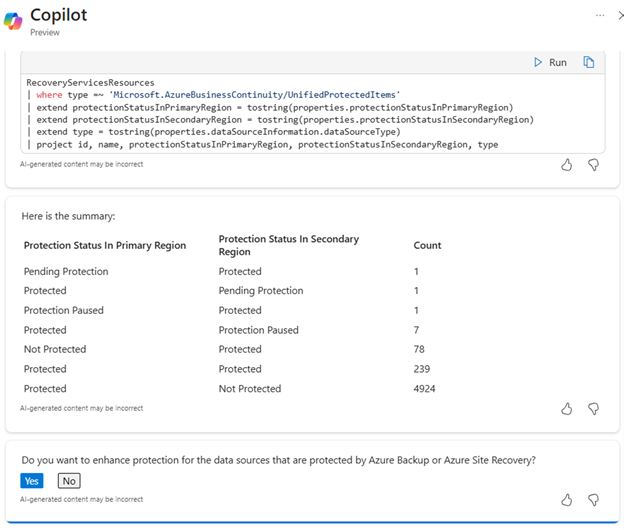 Copilot
Preview
Run
RecoveryServicesResources
| where type =~ 'Microsoft.AzureBusinessContinuity/UnifiedProtectedItems'
| extend protectionStatusInPrimaryRegion = tostring(properties.protectionStatusInPrimaryRegion)
| extend protectionStatusInSecondaryRegion = tostring(properties.protectionStatusInSecondaryRegion)
| extend type = tostring(properties.dataSourceInformation.dataSourceType)
| project id, name, protectionStatusInPrimaryRegion, protectionStatusInSecondaryRegion, type
AI-generated content may be incorrect
Here is the summary:
Protection Status In Primary Region Protection Status In Secondary Region Count
Pending Protection Protected 1
Protected Pending Protection 1
Protection Paused Protected 1
Protected Protection Paused 7
Not Protected Protected 78
Protected Protected 239
Protected Not Protected 4924
AI-generated content may be incorrect
Do you want to enhance protection for the data sources that are protected by Azure Backup or Azure Site Recovery?
Yes No
AI-generated content may be incorrect